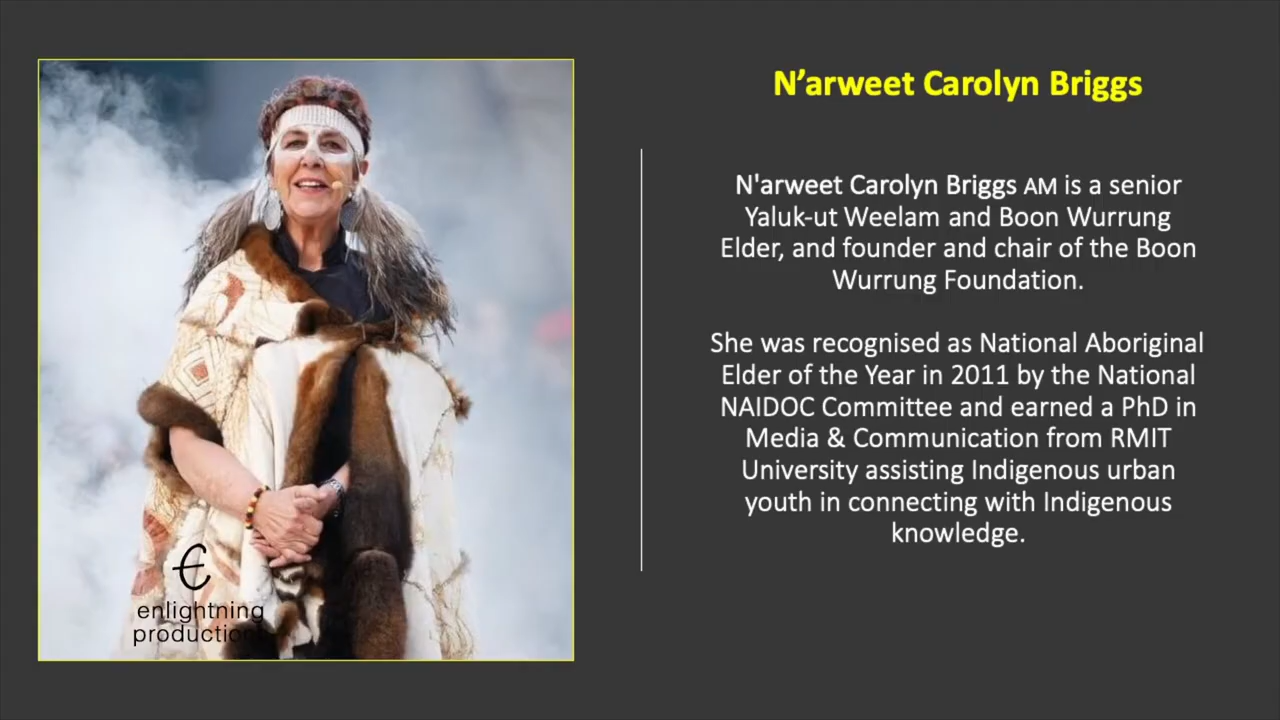 N’arweet Carolyn Briggs
N'arweet Carolyn Briggs AM is a senior
Yaluk-ut Weelam and Boon Wurrung
Elder, and founder and chair of the Boon
Wurrung Foundation.
She was recognised as National Aboriginal
Elder of the Year in 2011 by the National
NAIDOC Committee and earned a PhD in
Media & Communication from RMIT
University assisting Indigenous urban
youth in connecting with Indigenous
knowledge.
enlightning
production